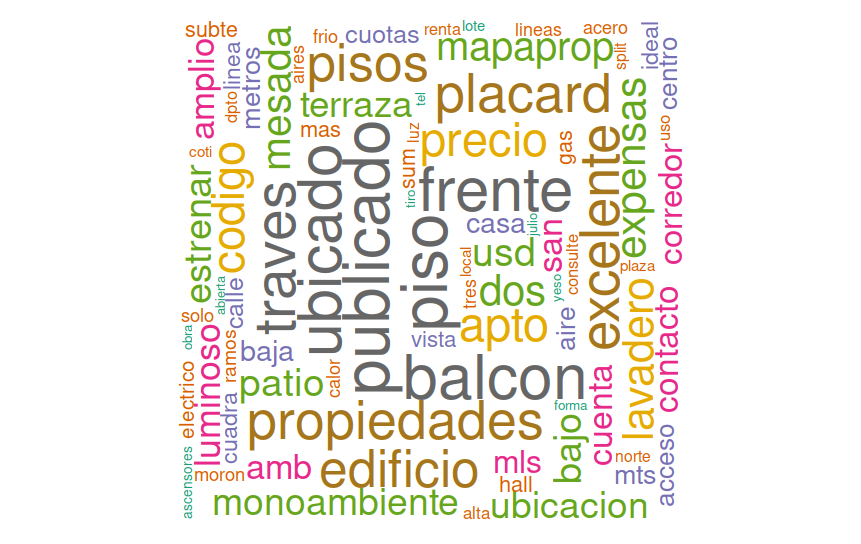 subte
frio
cuotas
renta
lote
lineas
acero
amplio
dpto
linea
metros
mesada
aires
pisos
mapaprop
split
ideal
centro
terraza
tel
placard
mas
luz
precio
gas
expensas
uso
coti
estrenar
codigo
traves
ubicado
publicado
sum
tiro
frente
excelente
corredor
casa
julio
piso
usd
san
consulte
plaza
abierta
calle
tres
local
dos
yeso
solo
obra
luminoso
ramos
baja
vista
apto
aire
lavadero
contacto
patio
calor
balcon
electrico
cuadra
propiedades
forma
bajo
cuenta
ascensores
moron
amb
edificio
mls
hall
norte
mts
acceso
monoambiente
alta
ubicacion